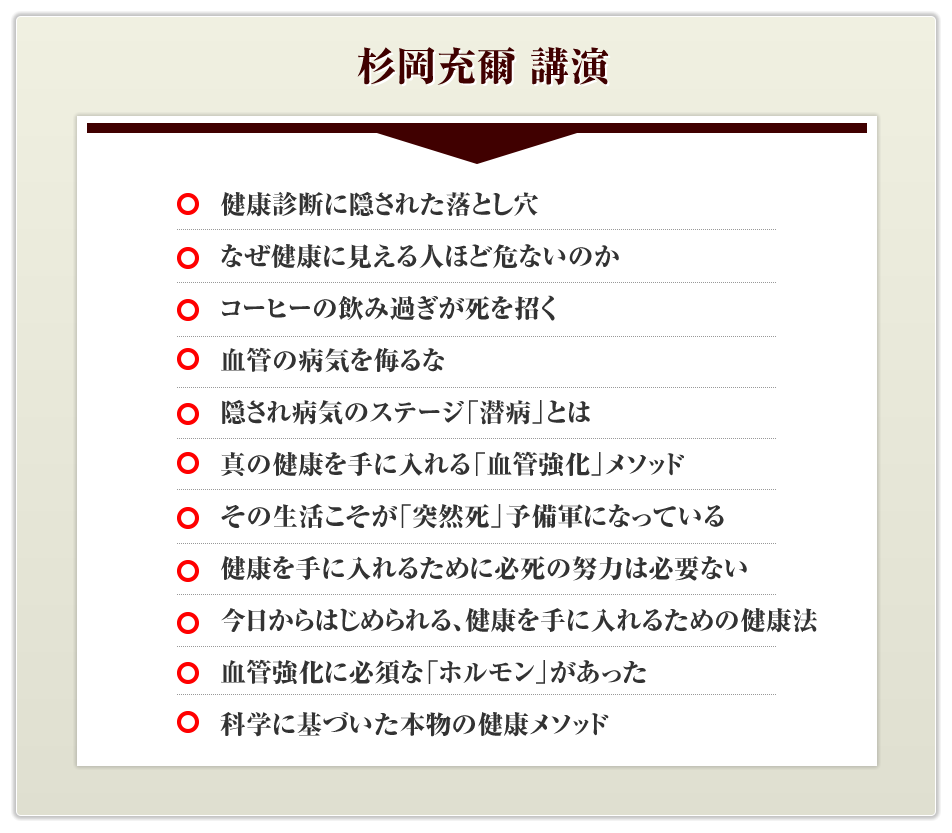 杉岡充爾 講演
健康診断に隠された落とし穴
なぜ健康に見える人ほど危ないのか
コーヒーの飲み過ぎが死を招く
血管の病気を侮るな
隠され病気のステージ「潜病」とは
真の健康を手に入れる「血管強化」メソッド
その生活こそが「突然死」予備軍になっている
健康を手に入れるために必死の努力は必要ない
今日からはじめられる、健康を手に入れるための健康法
血管強化に必須な「ホルモン」があった
科学に基づいた本物の健康メソッド